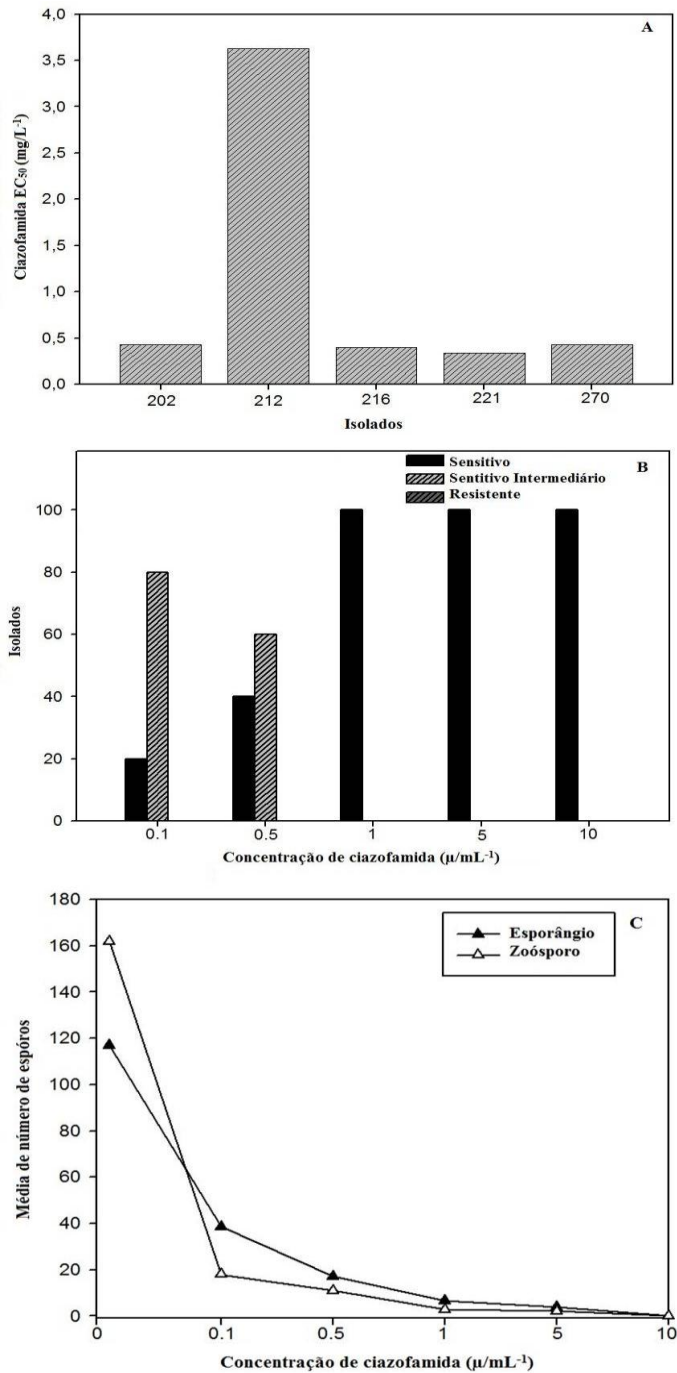 A
Ciazofamida EC50 (mg/L-1)
4,0
3,5
3,0
2,5
2,0
1,5
1,0
0,5
0,0
202 212 216 221 270
Isolados
B
Sensitivo
Sentitivo Intermediário
Resistente
Isolados
100
80
60
40
20
0
0.1 0.5 1 5 10
Concentração de ciazofamida (µ/mL-1)
C
Esporângio
Zoósporo
Média de número de espóros
180
160
140
120
100
80
60
40
20
0
0 0.1 0.5 1 5 10
Concentração de ciazofamida (µ/mL-1)